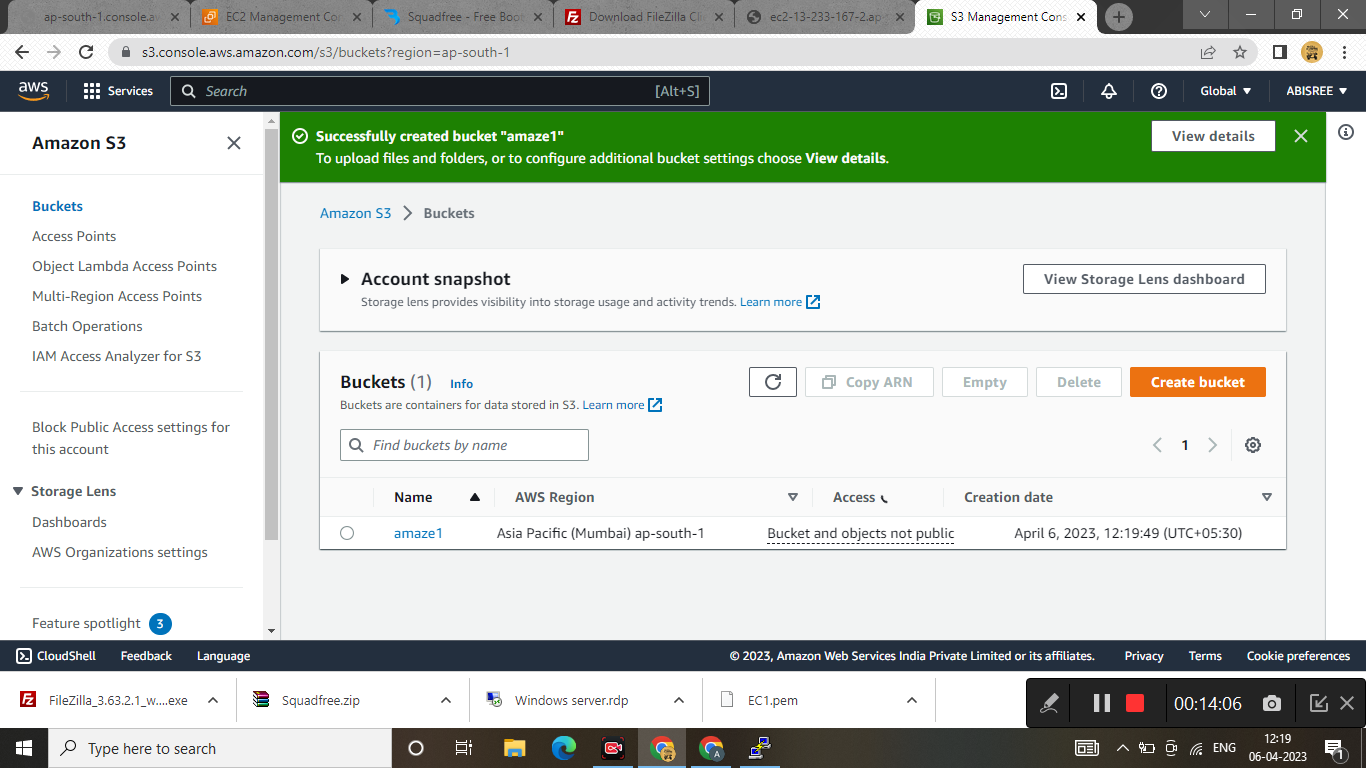 ap-south-1.console.aw
EC2 Management Con
Squadfree - Free Boot
Download FileZilla Cli
ec2-13-233-167-2.ap
S3 Management Cons
s3.console.aws.amazon.com/s3/buckets?region=ap-south-1
aws
Services
Search
[Alt+S]
Global
ABISREE
Amazon S3
Buckets
Access Points
Object Lambda Access Points
Multi-Region Access Points
Batch Operations
IAM Access Analyzer for S3
Block Public Access settings for
this account
Storage Lens
Dashboards
AWS Organizations settings
Feature spotlight 3
Successfully created bucket "amaze1"
To upload files and folders, or to configure additional bucket settings choose View details.
View details
Amazon S3 > Buckets
Account snapshot
Storage lens provides visibility into storage usage and activity trends. Learn more
View Storage Lens dashboard
Buckets (1) Info
Buckets are containers for data stored in S3. Learn more
Copy ARN
Empty
Delete
Create bucket
Find buckets by name
1
Name AWS Region Access Creation date
amaze1 Asia Pacific (Mumbai) ap-south-1 Bucket and objects not public April 6, 2023, 12:19:49 (UTC+05:30)
CloudShell Feedback Language
© 2023, Amazon Web Services India Private Limited or its affiliates. Privacy Terms Cookie preferences
FileZilla_3.63.2.1_w....exe
Squadfree.zip
Windows server.rdp
EC1.pem
00:14:06
Type here to search
ENG
12:19
06-04-2023
1